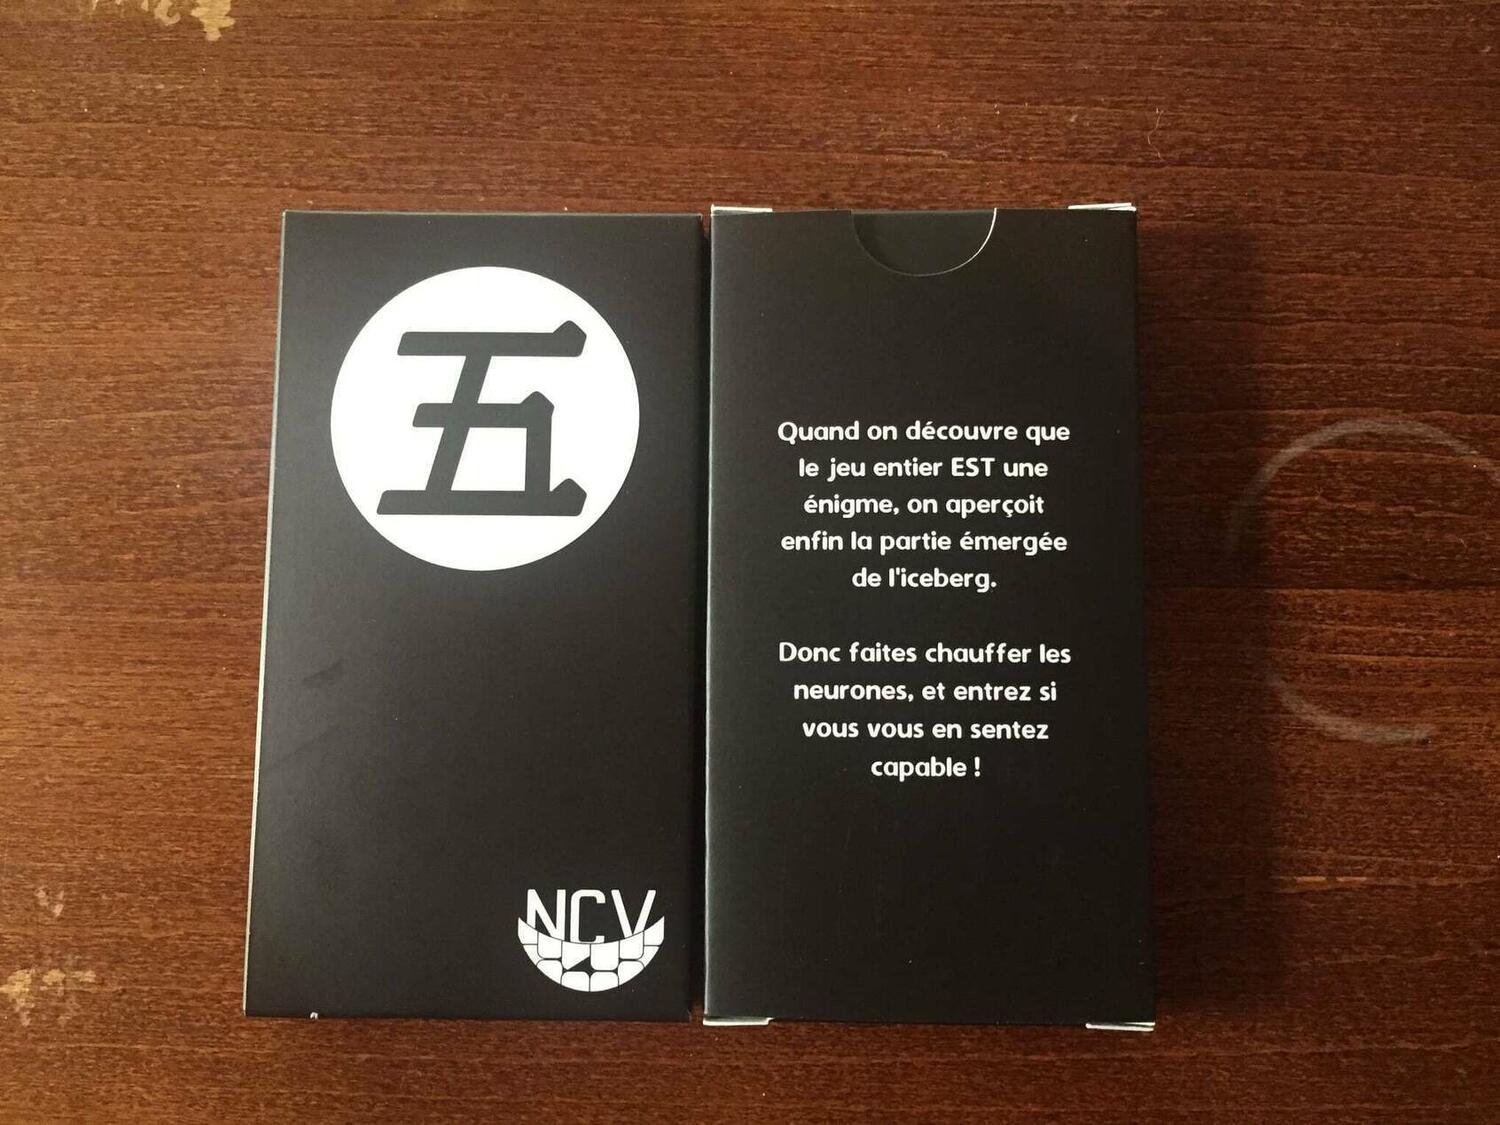 五
NCV
Quand on découvre que
le jeu entier EST une
énigme, on aperçoit
enfin la partie émergée
de l'iceberg.
Donc faites chauffer les
neurones, et entrez si
vous vous en sentez
capable !